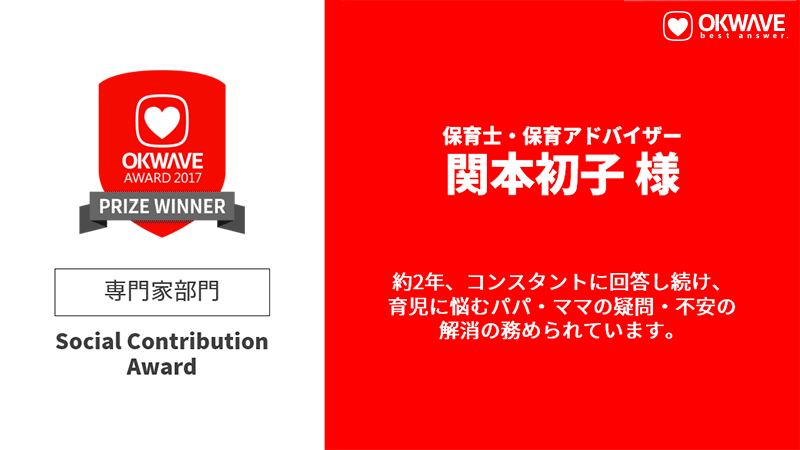 OKWAVE
AWARD 2017
PRIZE WINNER
専門家部門
Social Contribution
Award
OKWAVE
best answer.
保育士・保育アドバイザー
関本初子 様
約2年、コンスタントに回答し続け、
育児に悩むパパ・ママの疑問・不安の
解消の務められています。